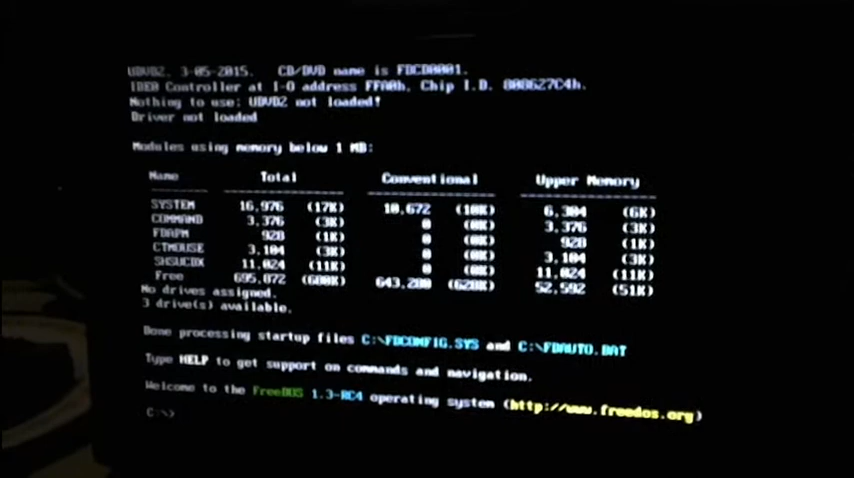 UDVD2, 3-05-2015. CD/DVD name is FDCD0001.
IDE0 Controller at I-O address FFA0h, Chip I.D. 808627C4h.
Nothing to use; UDVD2 not loaded!
Driver not loaded
Modules using memory below 1 MB:
Name Total Conventional Upper Memory
SYSTEM 16,976 (17K) 10,672 (10K) 6,304 (6K)
COMMAND 3,376 (3K) 0 (0K) 3,376 (3K)
FDAPM 928 (1K) 0 (0K) 928 (1K)
CTMOUSE 3,104 (3K) 0 (0K) 3,104 (3K)
SHSUCDX 11,024 (11K) 0 (0K) 11,024 (11K)
Free 695,872 (680K) 643,280 (628K) 52,592 (51K)
No drives assigned.
3 drive(s) available.
Done processing startup files C:\FDCONFIG.SYS and C:\FDAUTO.BAT
Type HELP to get support on commands and navigation.
Welcome to the FreeDOS 1.3-RC4 operating system (http://www.freedos.org)
C:\>